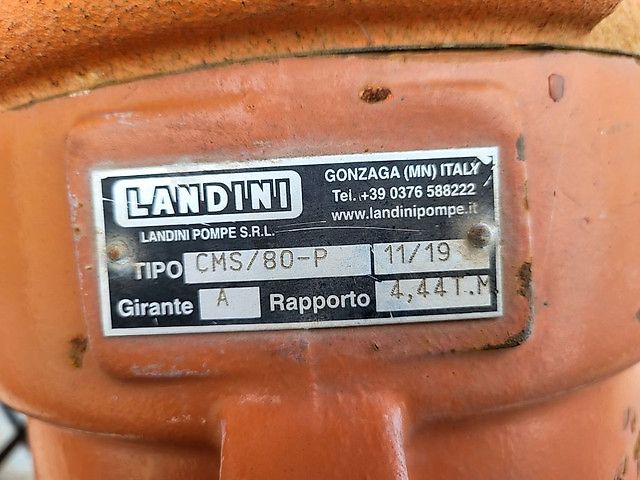 LANDINI
LANDINI POMPE S.R.L.
GONZAGA (MN) ITALY
Tel. +39 0376 588222
www.landinipompe.it
TIPO CMS/80-P 11/19
Girante A Rapporto 4,44T.M